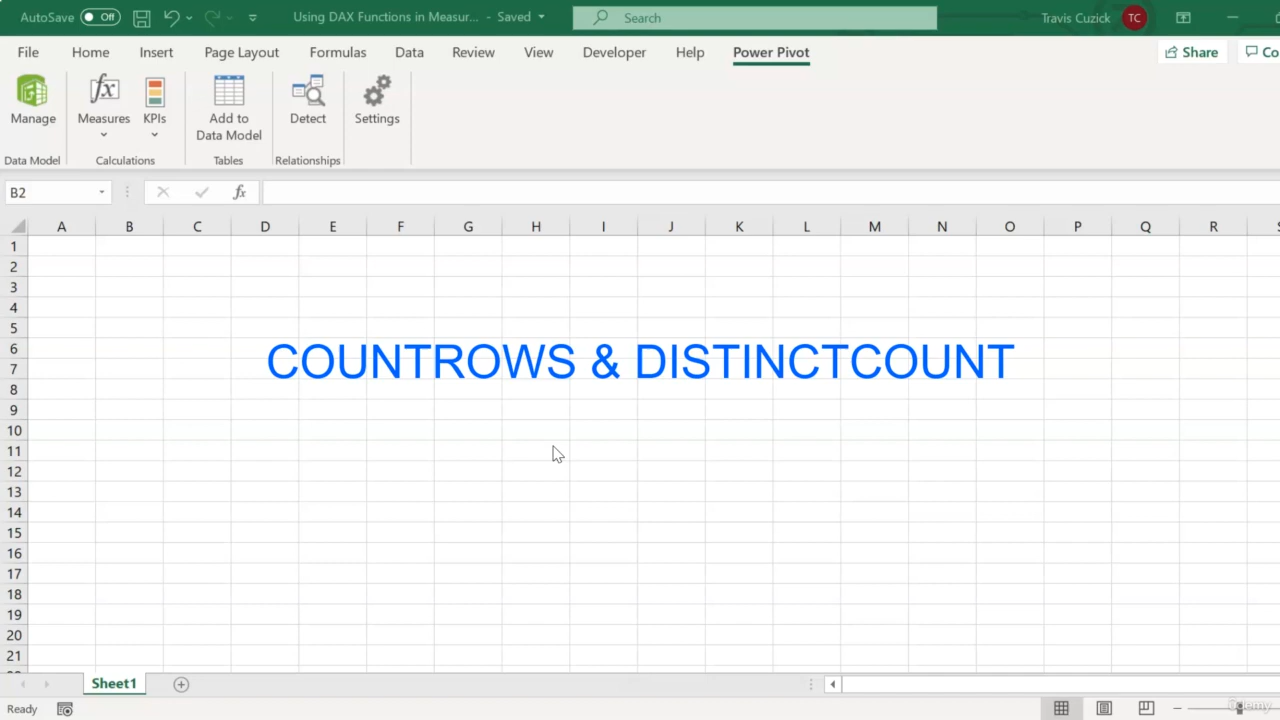 AutoSave Off Using DAX Functions in Measur... - Saved Search Travis Cuzick TC
File Home Insert Page Layout Formulas Data Review View Developer Help Power Pivot Share Co
Manage Measures KPIs Add to Data Model Detect Settings
Data Model Calculations Tables Relationships
B2 fx
A B C D E F G H I J K L M N O P Q R S
1
2
3
4
5
6
7
8
9
10
11
12
13
14
15
16
17
18
19
20
21
COUNTROWS & DISTINCTCOUNT
Sheet1
Ready
ûdemy